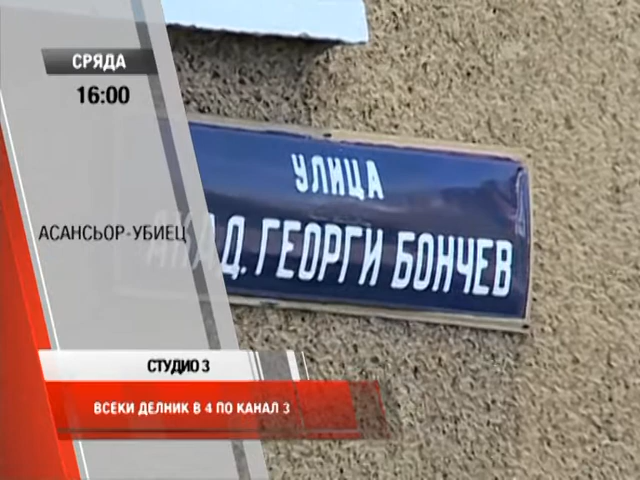 СРЯДА
16:00
УЛИЦА
АКАД. ГЕОРГИ БОНЧЕВ
АСАНСЬОР-УБИЕЦ
СТУДИО 3
ВСЕКИ ДЕЛНИК В 4 ПО КАНАЛ 3